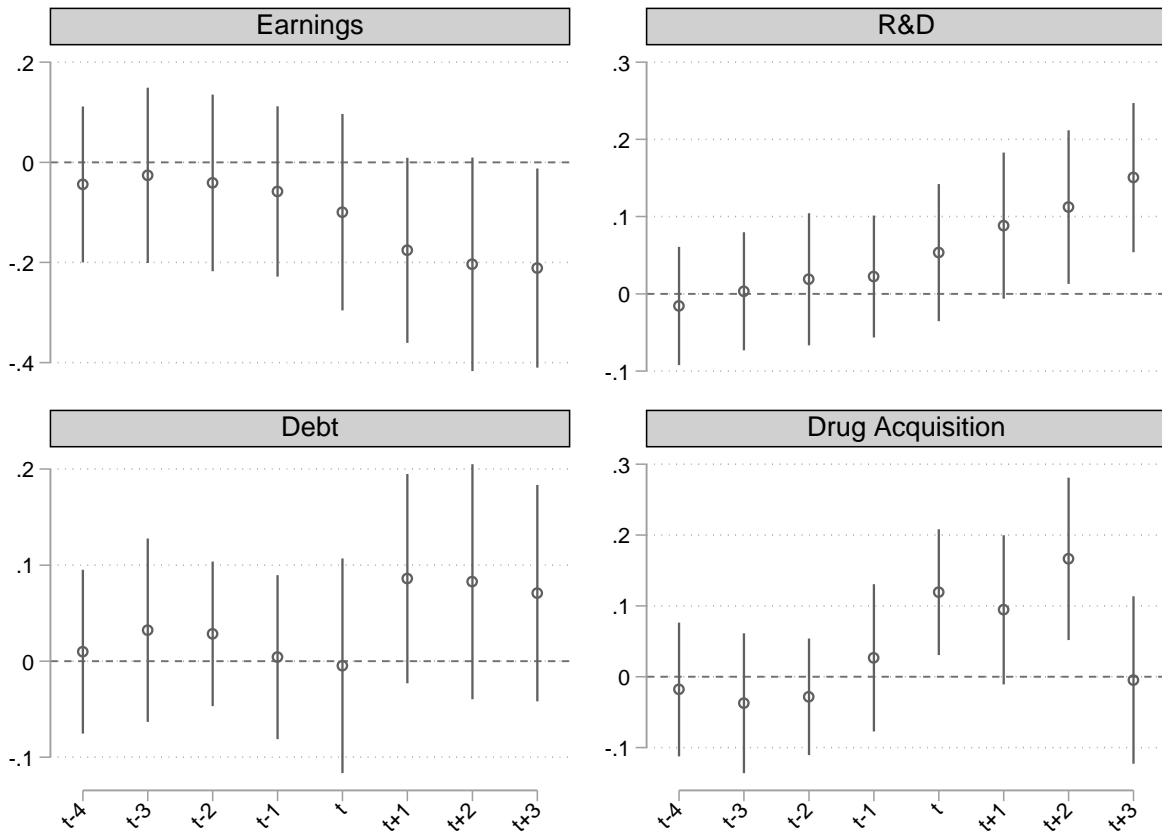 Earnings
.2
0
-.2
-.4
R&D
.3
.2
.1
0
-.1
Debt
.2
.1
0
-.1
t-4
t-3
t-2
t-1
t
t+1
t+2
t+3
Drug Acquisition
.3
.2
.1
0
-.1
t-4
t-3
t-2
t-1
t
t+1
t+2
t+3